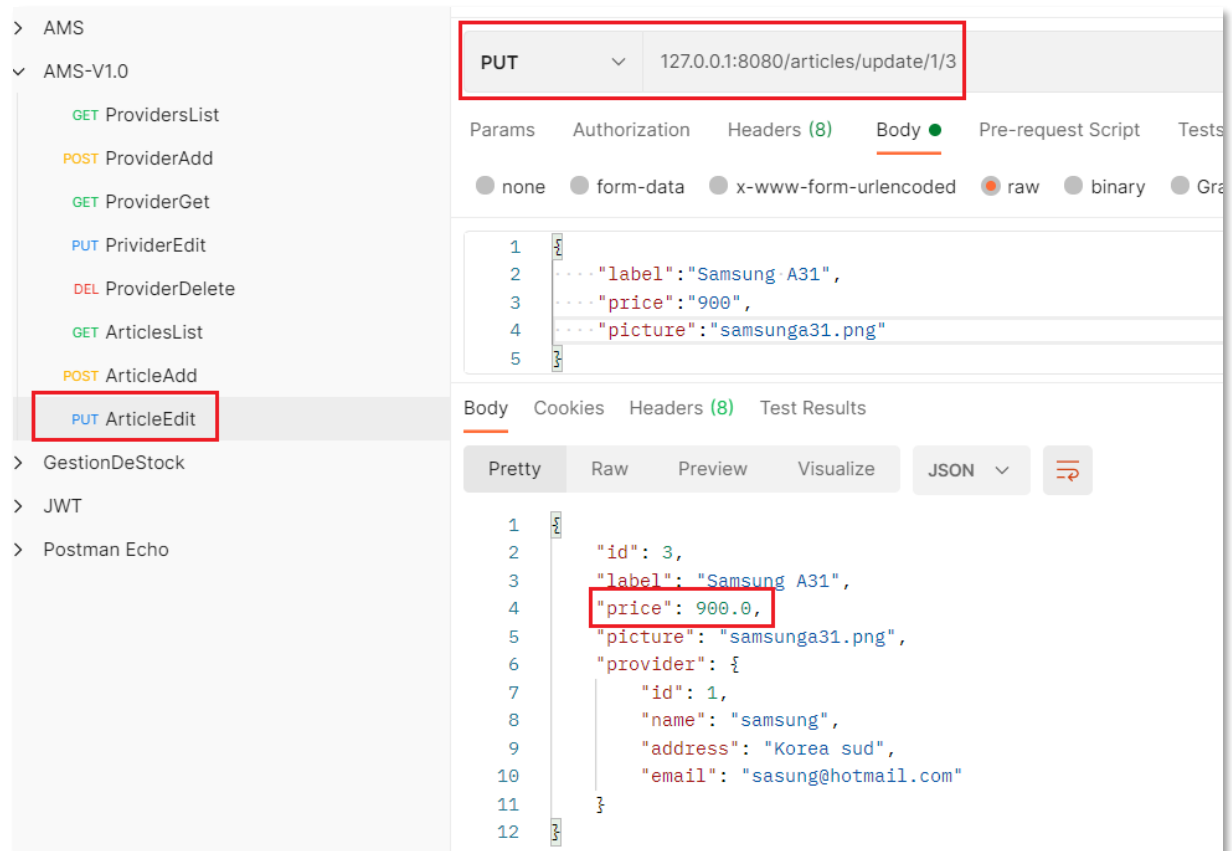 AMS
AMS-V1.0
GET ProvidersList
POST ProviderAdd
GET ProviderGet
PUT PrividerEdit
DEL ProviderDelete
GET ArticlesList
POST ArticleAdd
PUT ArticleEdit
GestionDeStock
JWT
Postman Echo
PUT 127.0.0.1:8080/articles/update/1/3
Params Authorization Headers (8) Body Pre-request Script Tests
none form-data x-www-form-urlencoded raw binary Gra
1 {
2 "label":"Samsung A31",
3 "price":"900",
4 "picture":"samsunga31.png"
5 }
Body Cookies Headers (8) Test Results
Pretty Raw Preview Visualize JSON
1 {
2 "id": 3,
3 "label": "Samsung A31",
4 "price": 900.0,
5 "picture": "samsunga31.png",
6 "provider": {
7 "id": 1,
8 "name": "samsung",
9 "address": "Korea sud",
10 "email": "sasung@hotmail.com"
11 }
12 }